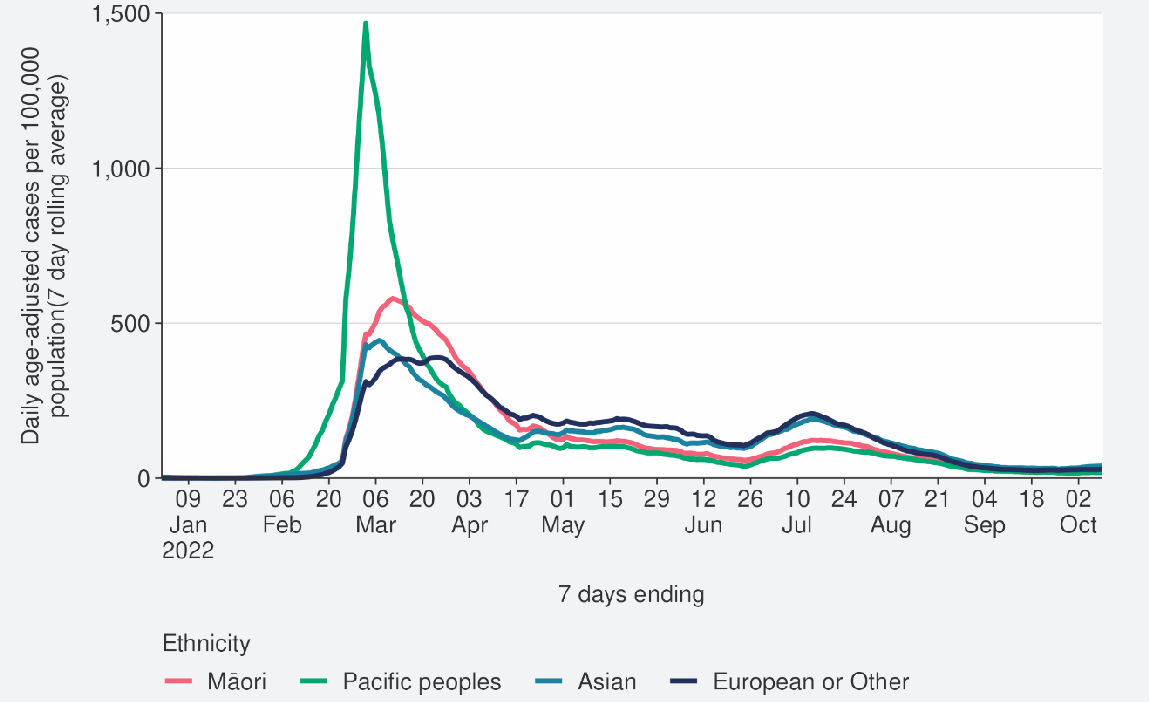 Daily age-adjusted cases per 100,000
population(7 day rolling average)
1,500
1,000
500
0
09 23 06 20 06 20 03 17 01 15 29 12 26 10 24 07 21 04 18 02
Jan Feb Mar Apr May Jun Jul Aug Sep Oct
2022
7 days ending
Ethnicity
Māori Pacific peoples Asian European or Other